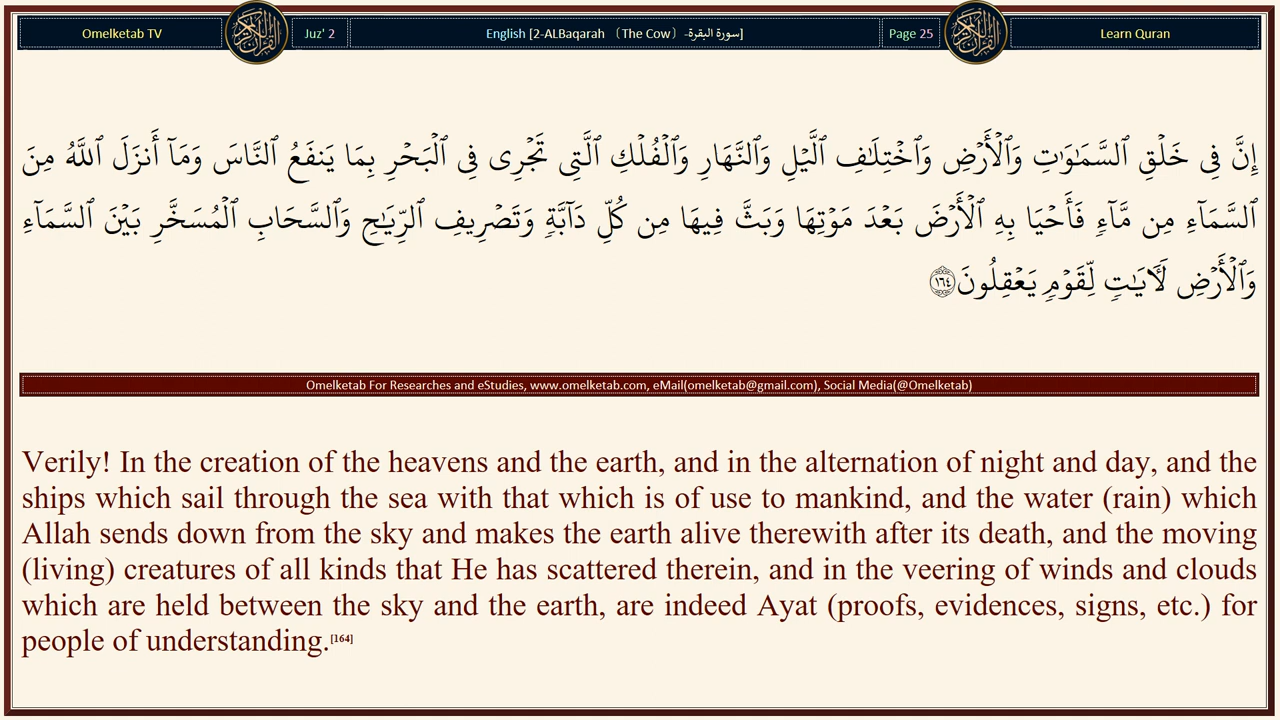 Omelketab TV
Juz' 2
English [2-ALBaqarah （The Cow） -سورة البقرة]
Page 25
Learn Quran
إِنَّ فِى خَلْقِ ٱلسَّمَـٰوَٰتِ وَٱلْأَرْضِ وَٱخْتِلَـٰفِ ٱلَّيْلِ وَٱلنَّهَارِ وَٱلْفُلْكِ ٱلَّتِى تَجْرِى فِى ٱلْبَحْرِ بِمَا يَنفَعُ ٱلنَّاسَ وَمَآ أَنزَلَ ٱللَّهُ مِنَ
ٱلسَّمَآءِ مِن مَّآءٍ فَأَحْيَا بِهِ ٱلْأَرْضَ بَعْدَ مَوْتِهَا وَبَثَّ فِيهَا مِن كُلِّ دَآبَّةٍ وَتَصْرِيفِ ٱلرِّيَـٰحِ وَٱلسَّحَابِ ٱلْمُسَخَّرِ بَيْنَ ٱلسَّمَآءِ
وَٱلْأَرْضِ لَـَٔايَـٰتٍ لِّقَوْمٍ يَعْقِلُونَ ١٦٤
Omelketab For Researches and eStudies, www.omelketab.com, eMail(omelketab@gmail.com), Social Media(@Omelketab)
Verily! In the creation of the heavens and the earth, and in the alternation of night and day, and the
ships which sail through the sea with that which is of use to mankind, and the water (rain) which
Allah sends down from the sky and makes the earth alive therewith after its death, and the moving
(living) creatures of all kinds that He has scattered therein, and in the veering of winds and clouds
which are held between the sky and the earth, are indeed Ayat (proofs, evidences, signs, etc.) for
people of understanding.[164]